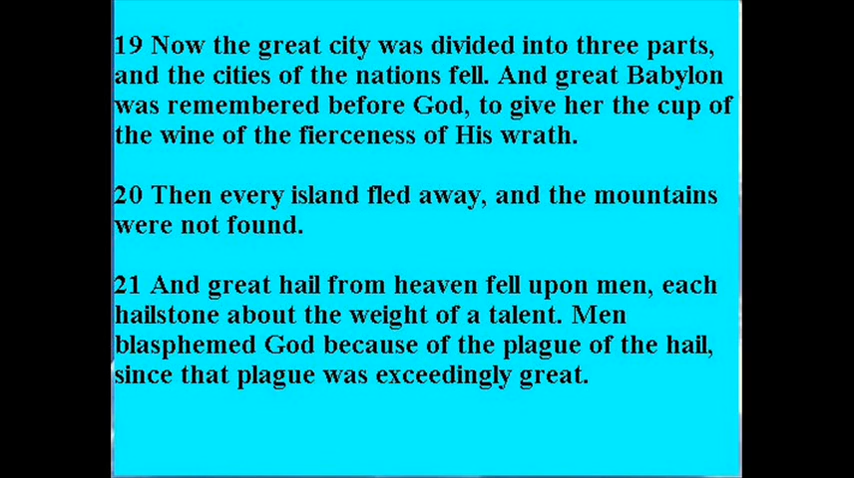 19 Now the great city was divided into three parts,
and the cities of the nations fell. And great Babylon
was remembered before God, to give her the cup of
the wine of the fierceness of His wrath.
20 Then every island fled away, and the mountains
were not found.
21 And great hail from heaven fell upon men, each
hailstone about the weight of a talent. Men
blasphemed God because of the plague of the hail,
since that plague was exceedingly great.